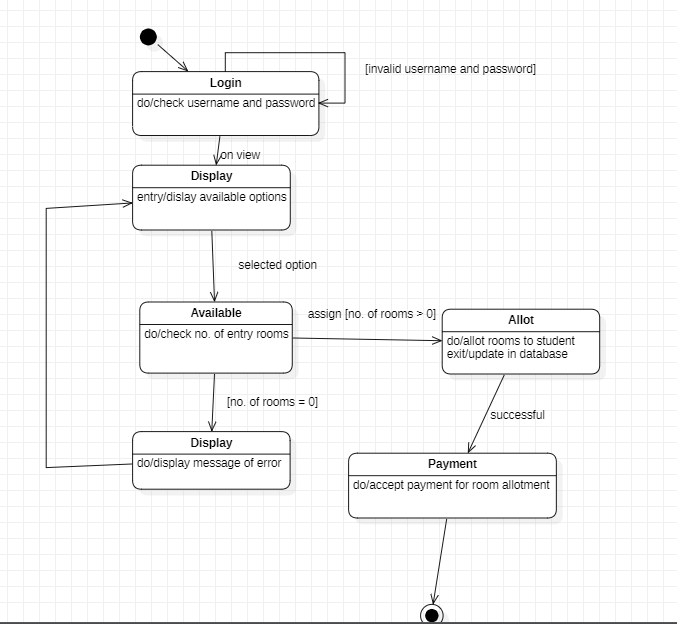 Login
do/check username and password
[invalid username and password]
on view
Display
entry/dislay available options
selected option
Available
do/check no. of entry rooms
assign [no. of rooms > 0]
Allot
do/allot rooms to student
exit/update in database
[no. of rooms = 0]
successful
Display
do/display message of error
Payment
do/accept payment for room allotment